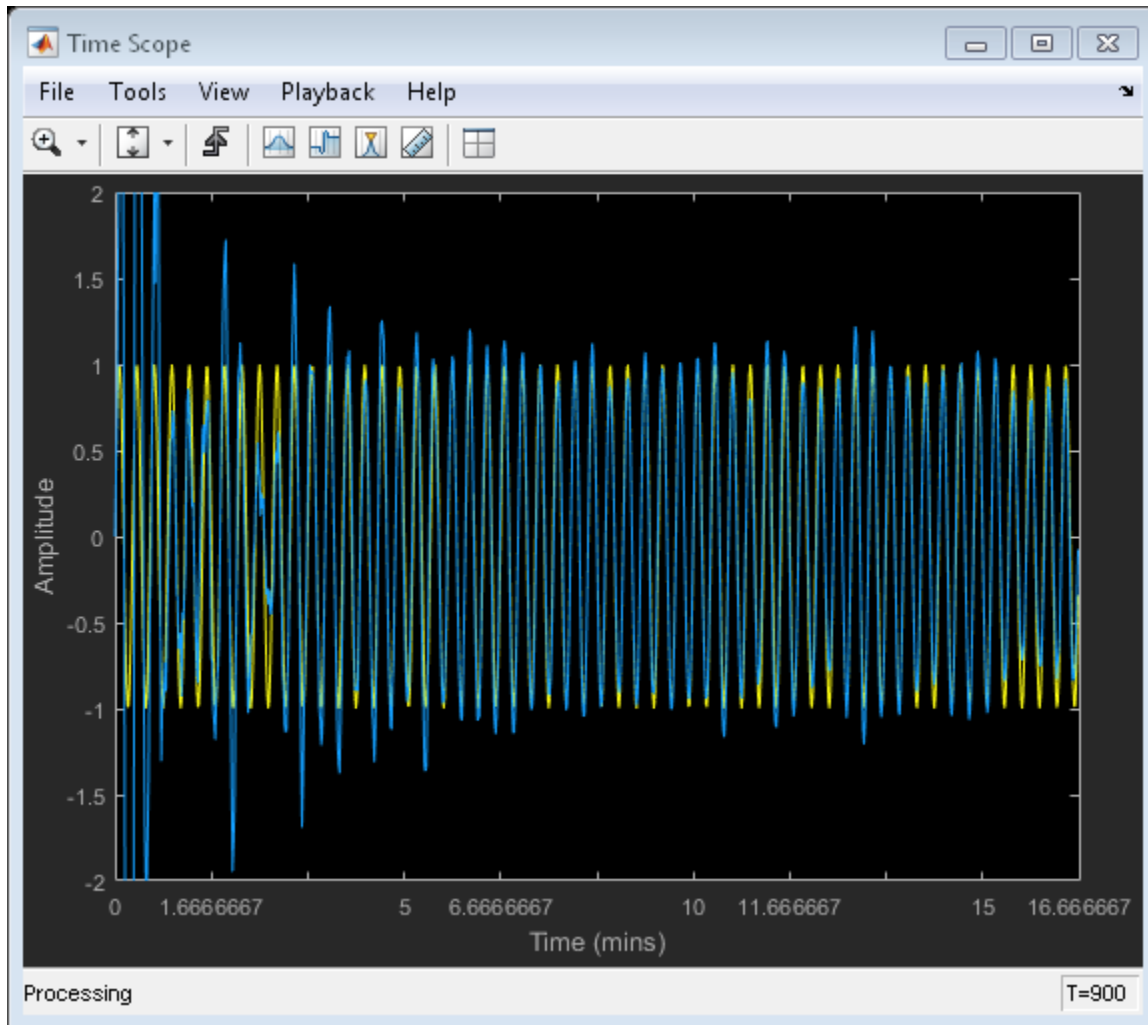 Time Scope
File Tools View Playback Help
2
1.5
1
0.5
0
-0.5
-1
-1.5
-2
Amplitude
0 1.6666667 5 6.6666667 10 11.666667 15 16.666667
Time (mins)
Processing T=900